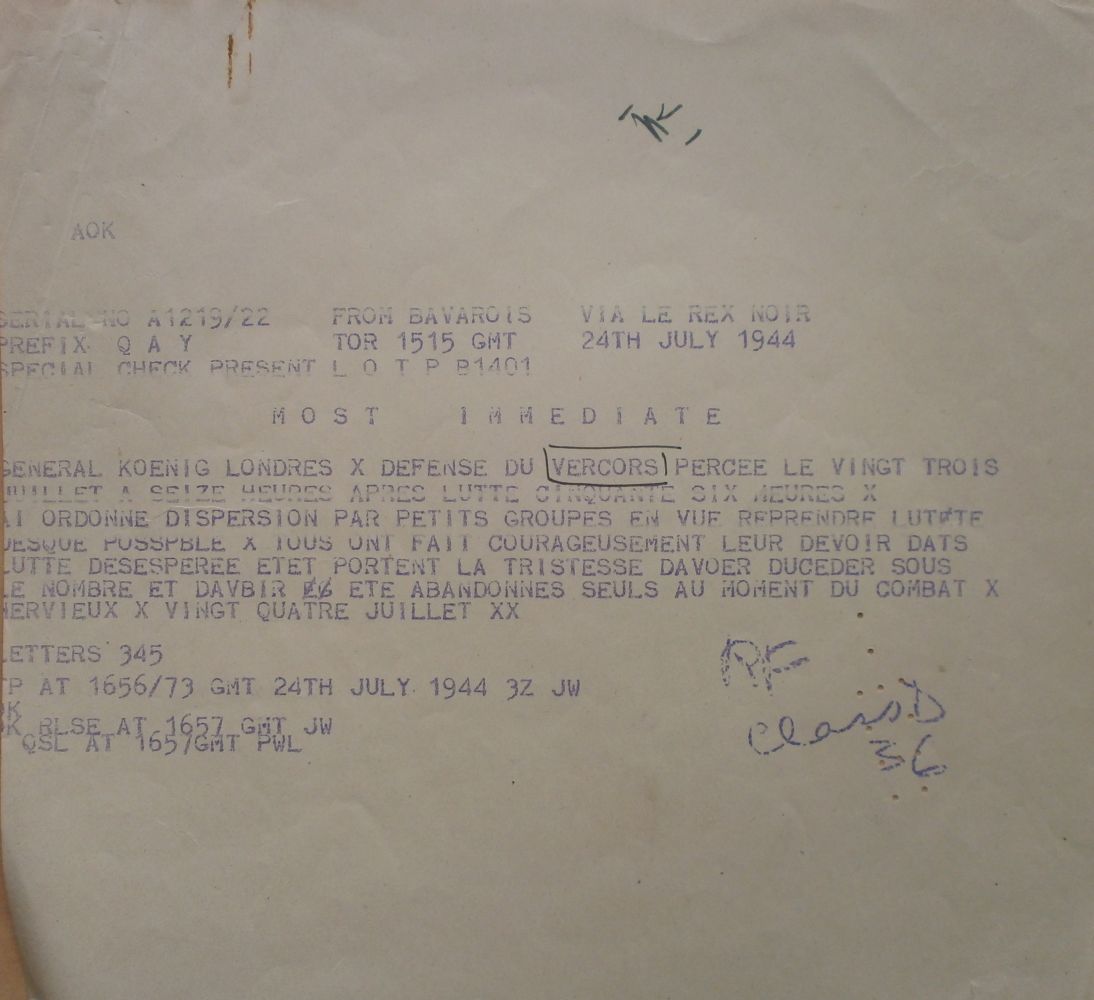 AOK
SERIAL NO A1219/22 FROM BAVAROIS VIA LE REX NOIR
PREFIX Q A Y TOR 1515 GMT 24TH JULY 1944
SPECIAL CHECK PRESENT L O T P B1401
M O S T I M M E D I A T E
GENERAL KOENIG LONDRES X DEFENSE DU VERCORS PERCEE LE VINGT TROIS
JUILLET A SEIZE HEURES APRES LUTTE CINQUANTE SIX HEURES X
AI ORDONNE DISPERSION PAR PETITS GROUPES EN VUE REPRENDRE LUTETE
DESQUE POSSPBLE X TOUS ONT FAIT COURAGEUSEMENT LEUR DEVOIR DATS
LUTTE DESESPEREE ETET PORTENT LA TRISTESSE DAVOER DUCEDER SOUS
LE NOMBRE ET DAVBIR ETE ABANDONNES SEULS AU MOMENT DU COMBAT X
HERVIEUX X VINGT QUATRE JUILLET XX
LETTERS 345
TP AT 1656/73 GMT 24TH JULY 1944 3Z JW
K RLSE AT 1657 GMT JW
QSL AT 1657GMT PWL
RF
Class D